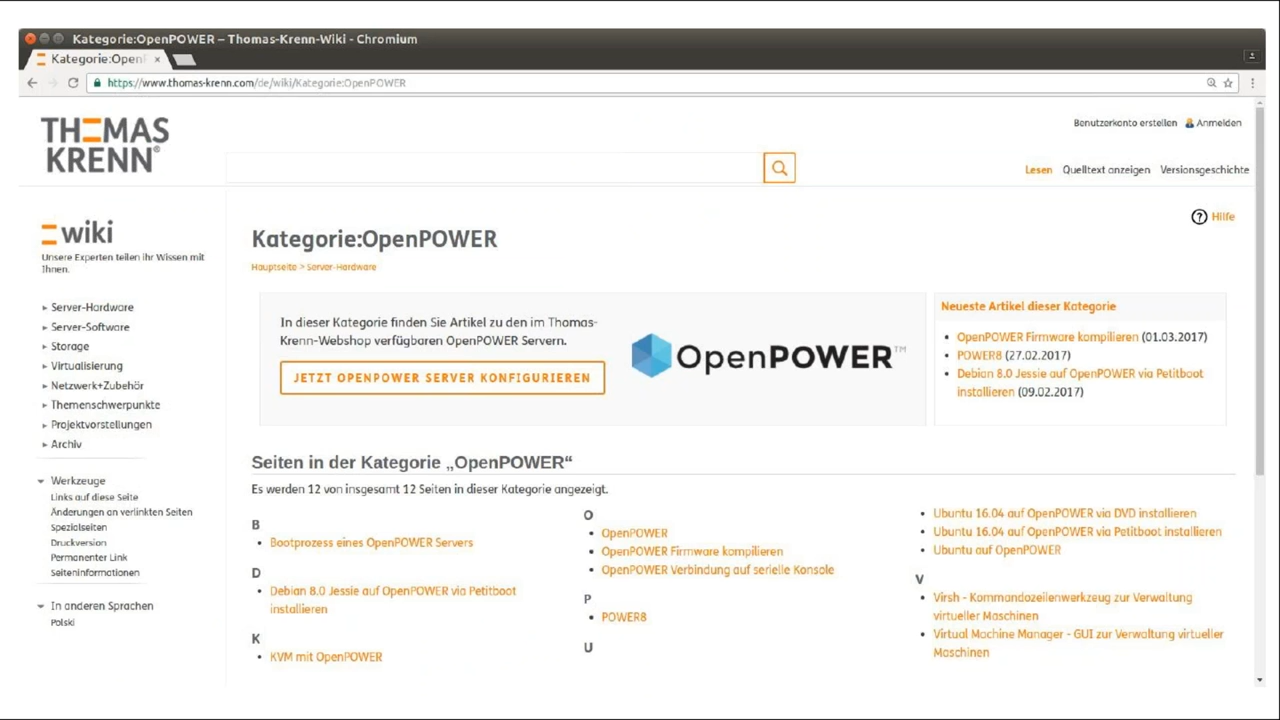 Kategorie:OpenPOWER – Thomas-Krenn-Wiki - Chromium
Kategorie:OpenP
https://www.thomas-krenn.com/de/wiki/Kategorie:OpenPOWER
THOMAS
KRENN®
Benutzerkonto erstellen Anmelden
Lesen Quelltext anzeigen Versionsgeschichte
wiki
Unsere Experten teilen ihr Wissen mit
Ihnen.
Server-Hardware
Server-Software
Storage
Virtualisierung
Netzwerk+Zubehör
Themenschwerpunkte
Projektvorstellungen
Archiv
Werkzeuge
Links auf diese Seite
Änderungen an verlinkten Seiten
Spezialseiten
Druckversion
Permanenter Link
Seiteninformationen
In anderen Sprachen
Polski
Hilfe
Kategorie:OpenPOWER
Hauptseite > Server-Hardware
In dieser Kategorie finden Sie Artikel zu den im Thomas-
Krenn-Webshop verfügbaren OpenPOWER Servern.
JETZT OPENPOWER SERVER KONFIGURIEREN
OpenPOWER™
Neueste Artikel dieser Kategorie
• OpenPOWER Firmware kompilieren (01.03.2017)
• POWER8 (27.02.2017)
• Debian 8.0 Jessie auf OpenPOWER via Petitboot
installieren (09.02.2017)
Seiten in der Kategorie „OpenPOWER“
Es werden 12 von insgesamt 12 Seiten in dieser Kategorie angezeigt.
B
• Bootprozess eines OpenPOWER Servers
D
• Debian 8.0 Jessie auf OpenPOWER via Petitboot
installieren
K
• KVM mit OpenPOWER
O
• OpenPOWER
• OpenPOWER Firmware kompilieren
• OpenPOWER Verbindung auf serielle Konsole
P
• POWER8
U
• Ubuntu 16.04 auf OpenPOWER via DVD installieren
• Ubuntu 16.04 auf OpenPOWER via Petitboot installieren
• Ubuntu auf OpenPOWER
V
• Virsh - Kommandozeilenwerkzeug zur Verwaltung
virtueller Maschinen
• Virtual Machine Manager - GUI zur Verwaltung virtueller
Maschinen